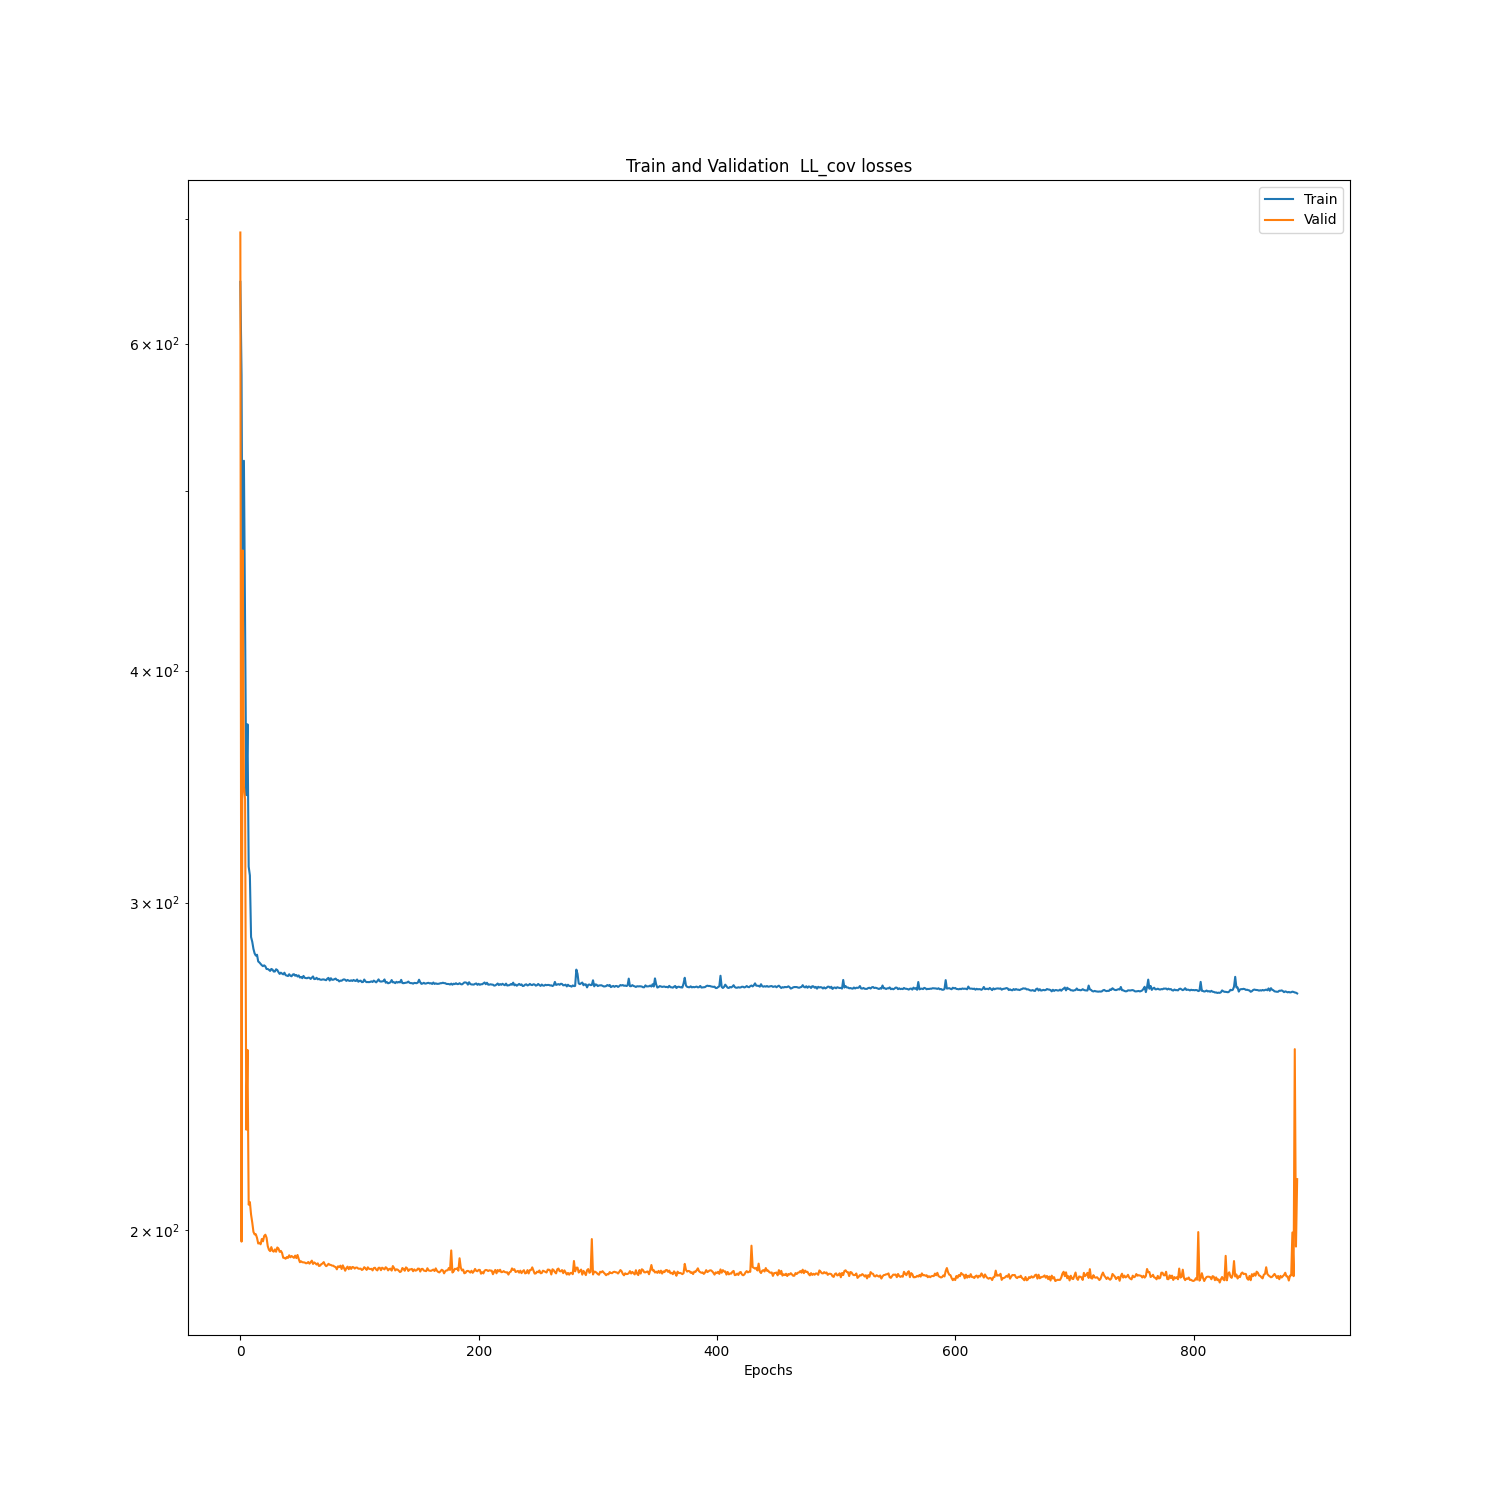 Train and Validation  LL_cov losses
Train
Valid
6 × 10²
4 × 10²
3 × 10²
2 × 10²
0 200 400 600 800
Epochs